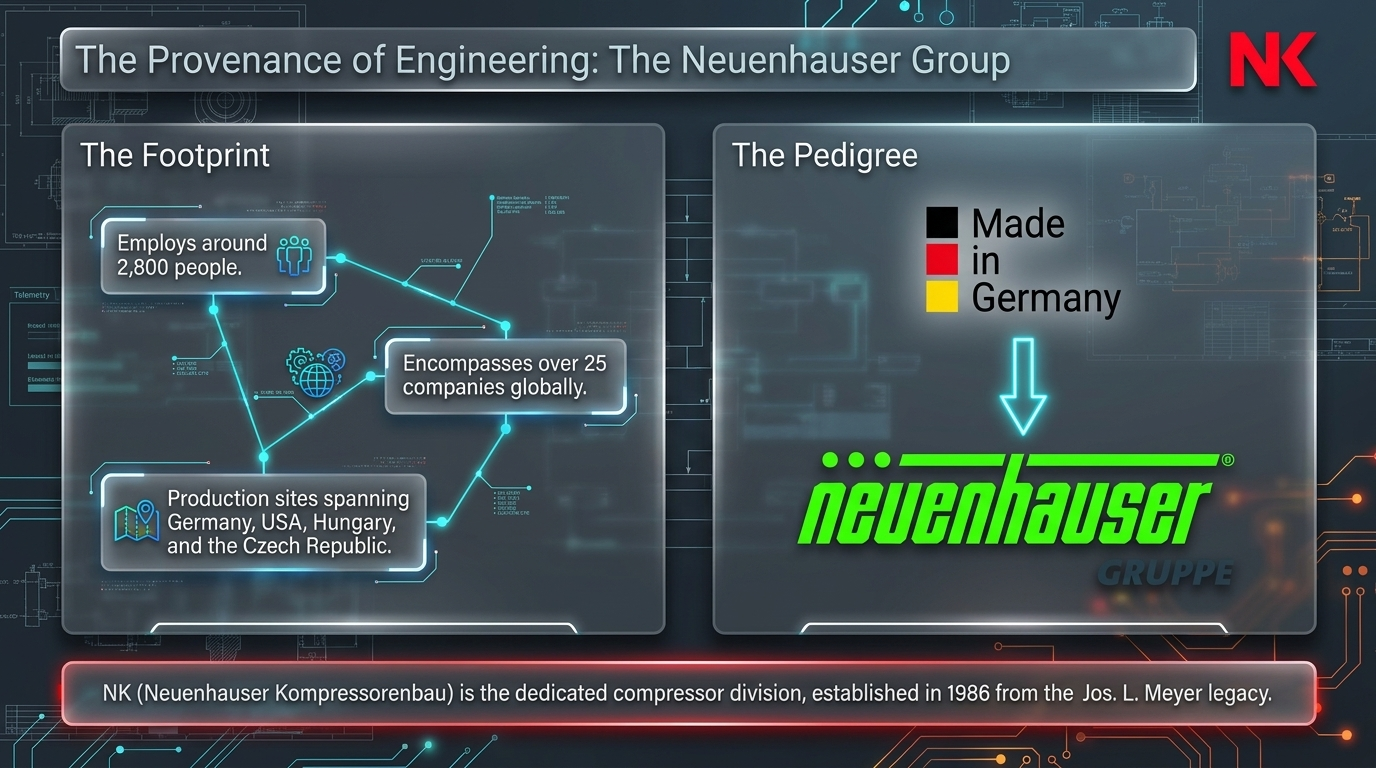 The Provenance of Engineering: The Neuenhauser Group
NK
The Footprint
Employs around
2,800 people.
Encompasses over 25
companies globally.
Production sites spanning
Germany, USA, Hungary,
and the Czech Republic.
Telemetry
The Pedigree
Made
in
Germany
neuenhauser®
GRUPPE
NK (Neuenhauser Kompressorenbau) is the dedicated compressor division, established in 1986 from the Jos. L. Meyer legacy.